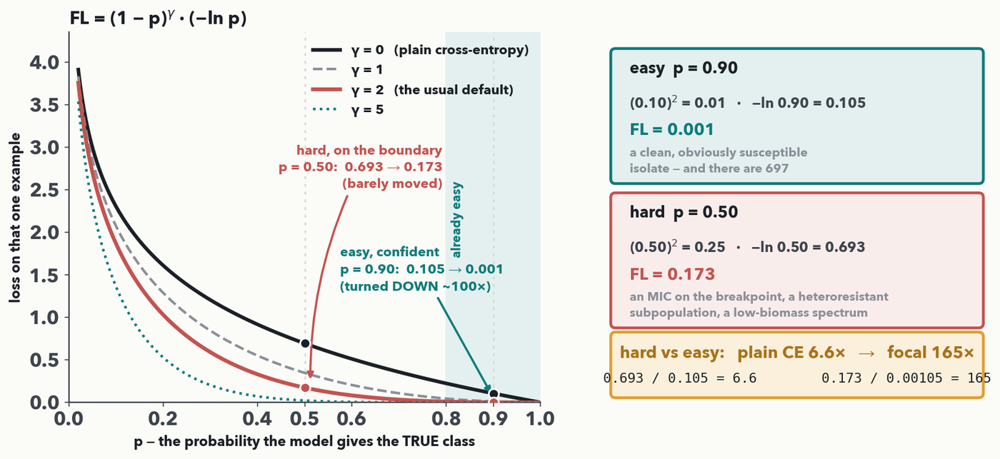 FL = (1 − p)^γ · (−ln p)
γ = 0 (plain cross-entropy)
γ = 1
γ = 2 (the usual default)
γ = 5
hard, on the boundary
p = 0.50: 0.693 → 0.173
(barely moved)
already easy
easy, confident
p = 0.90: 0.105 → 0.001
(turned DOWN ~100×)
loss on that one example
4.0
3.5
3.0
2.5
2.0
1.5
1.0
0.5
0.0
0.0 0.2 0.4 0.5 0.6 0.8 0.9 1.0
p – the probability the model gives the TRUE class
easy p = 0.90
(0.10)² = 0.01 · −ln 0.90 = 0.105
FL = 0.001
a clean, obviously susceptible
isolate – and there are 697
hard p = 0.50
(0.50)² = 0.25 · −ln 0.50 = 0.693
FL = 0.173
an MIC on the breakpoint, a heteroresistant
subpopulation, a low-biomass spectrum
hard vs easy: plain CE 6.6× → focal 165×
0.693 / 0.105 = 6.6 0.173 / 0.00105 = 165